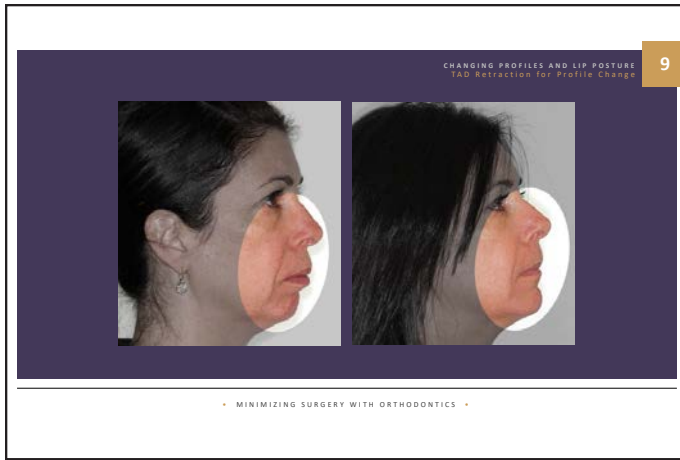 CHANGING PROFILES AND LIP POSTURE
TAD Retraction for Profile Change
9
• MINIMIZING SURGERY WITH ORTHODONTICS •